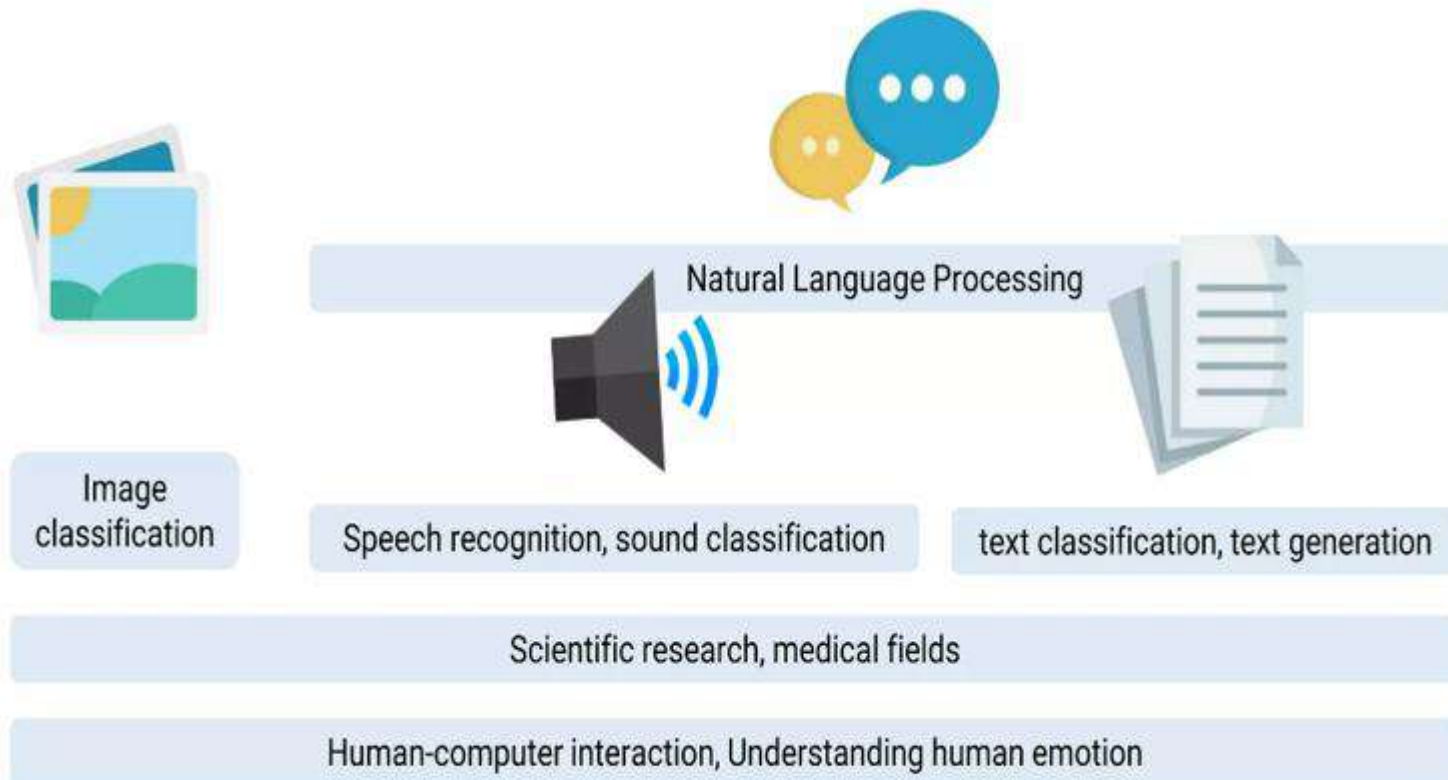 Natural Language Processing
Image
classification
Speech recognition, sound classification
text classification, text generation
Scientific research, medical fields
Human-computer interaction, Understanding human emotion